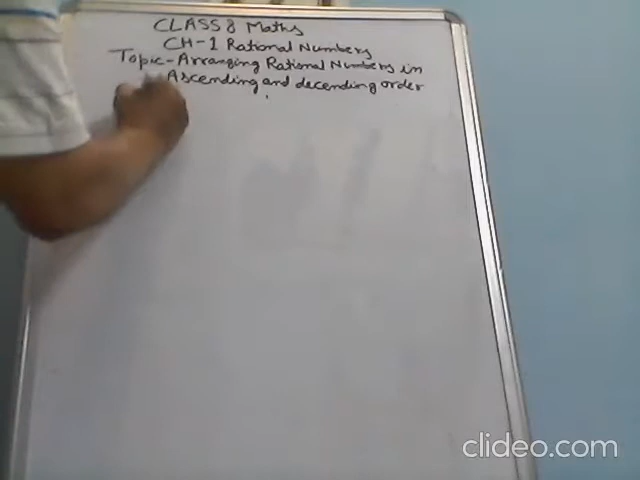 CLASS 8 Maths
CH-1 Rational Numbers
Topic-Arranging Rational Numbers in
Ascending and decending order
clideo.com